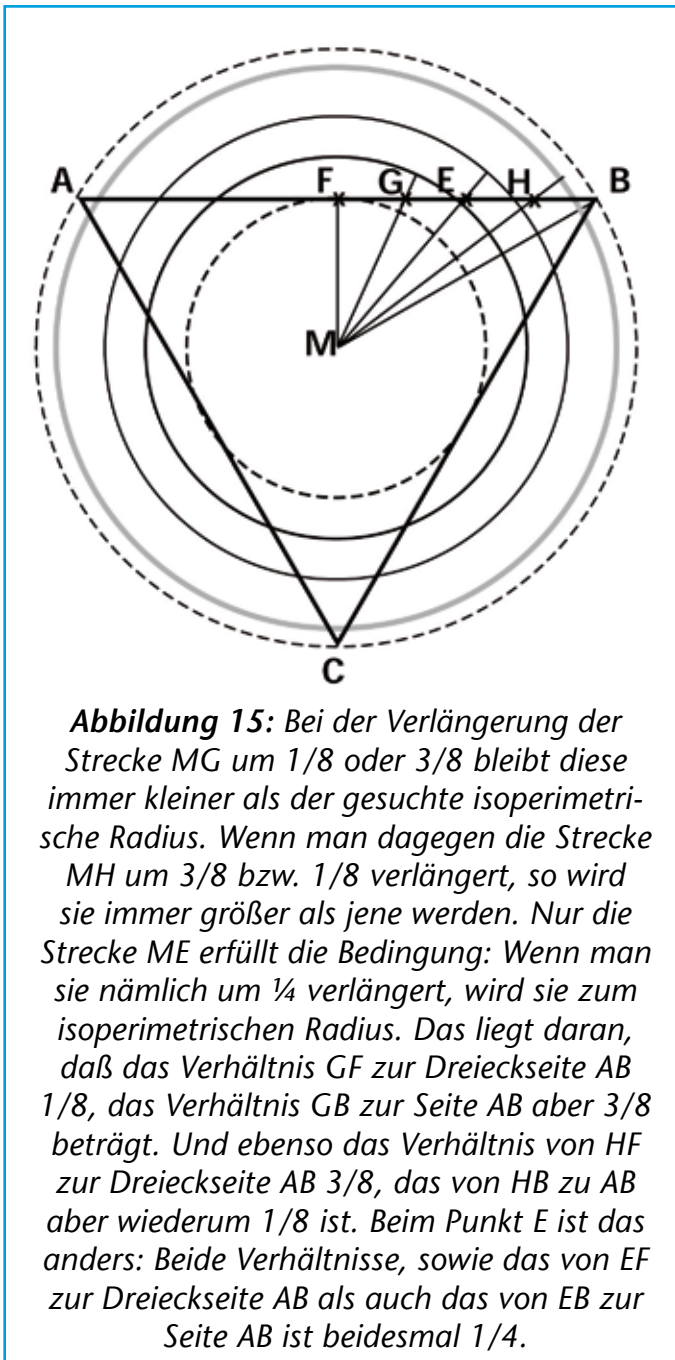 A F G E H B
M
C
Abbildung 15: Bei der Verlängerung der
Strecke MG um 1/8 oder 3/8 bleibt diese
immer kleiner als der gesuchte isoperimetri-
sche Radius. Wenn man dagegen die Strecke
MH um 3/8 bzw. 1/8 verlängert, so wird
sie immer größer als jene werden. Nur die
Strecke ME erfüllt die Bedingung: Wenn man
sie nämlich um ¼ verlängert, wird sie zum
isoperimetrischen Radius. Das liegt daran,
daß das Verhältnis GF zur Dreieckseite AB
1/8, das Verhältnis GB zur Seite AB aber 3/8
beträgt. Und ebenso das Verhältnis von HF
zur Dreieckseite AB 3/8, das von HB zu AB
aber wiederum 1/8 ist. Beim Punkt E ist das
anders: Beide Verhältnisse, sowie das von EF
zur Dreieckseite AB als auch das von EB zur
Seite AB ist beidesmal 1/4.